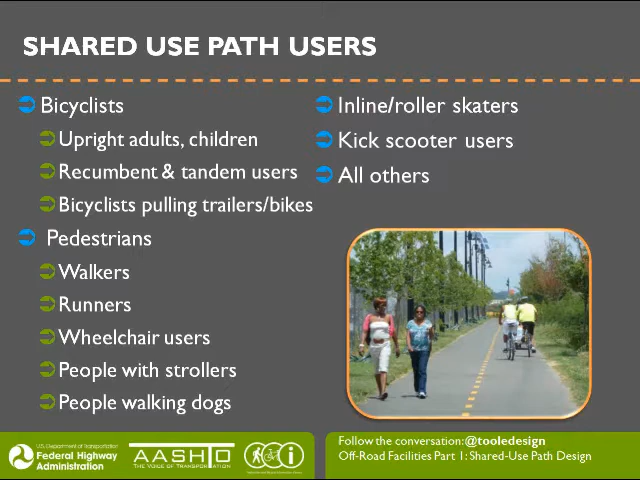 SHARED USE PATH USERS
Bicyclists
Upright adults, children
Recumbent & tandem users
Bicyclists pulling trailers/bikes
Pedestrians
Walkers
Runners
Wheelchair users
People with strollers
People walking dogs
Inline/roller skaters
Kick scooter users
All others
U.S. Department of Transportation
Federal Highway
Administration
AASHTO
THE VOICE OF TRANSPORTATION
Follow the conversation:@tooledesign
Off-Road Facilities Part 1: Shared-Use Path Design